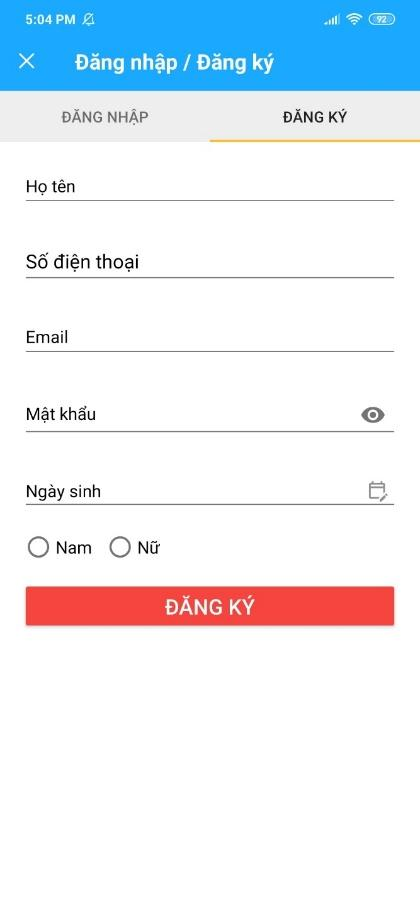 5:04 PM 92
Đăng nhập / Đăng ký
ĐĂNG NHẬP ĐĂNG KÝ
Họ tên
Số điện thoại
Email
Mật khẩu
Ngày sinh
Nam Nữ
ĐĂNG KÝ